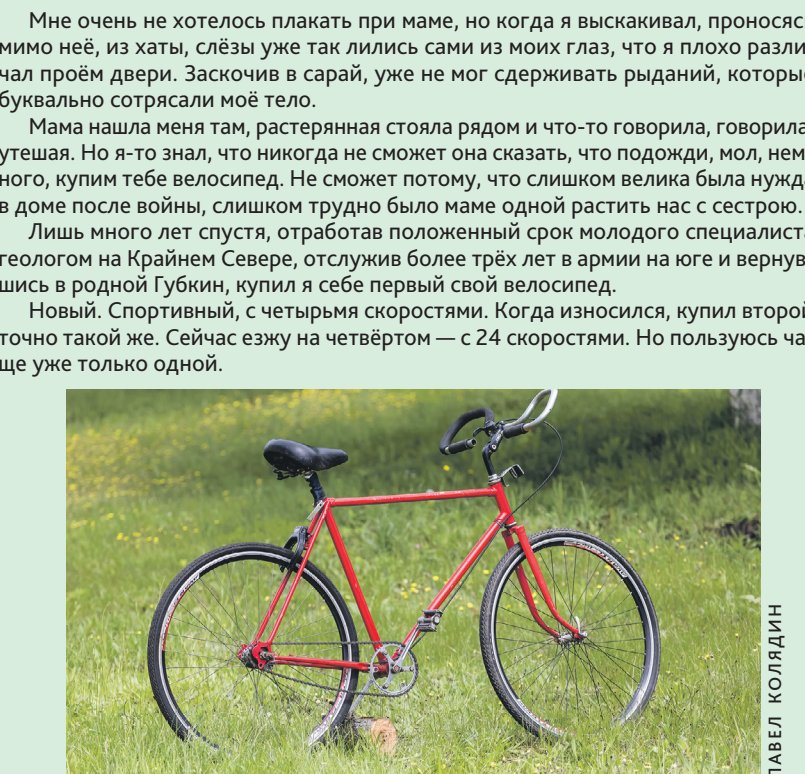 Мне очень не хотелось плакать при маме, но когда я выскакивал, проносяс
мимо неё, из хаты, слёзы уже так лились сами из моих глаз, что я плохо разли
чал проём двери. Заскочив в сарай, уже не мог сдерживать рыданий, которые
буквально сотрясали моё тело.
Мама нашла меня там, растерянная стояла рядом и что-то говорила, говорила
утешая. Но я-то знал, что никогда не сможет она сказать, что подожди, мол, нем
ного, купим тебе велосипед. Не сможет потому, что слишком велика была нужда
в доме после войны, слишком трудно было маме одной растить нас с сестрою.
Лишь много лет спустя, отработав положенный срок молодого специалиста
геологом на Крайнем Севере, отслужив более трёх лет в армии на юге и вернув
шись в родной Губкин, купил я себе первый свой велосипед.
Новый. Спортивный, с четырьмя скоростями. Когда износился, купил второй
точно такой же. Сейчас езжу на четвёртом — с 24 скоростями. Но пользуюсь ча
ще уже только одной.
ПАВЕЛ КОЛЯДИН